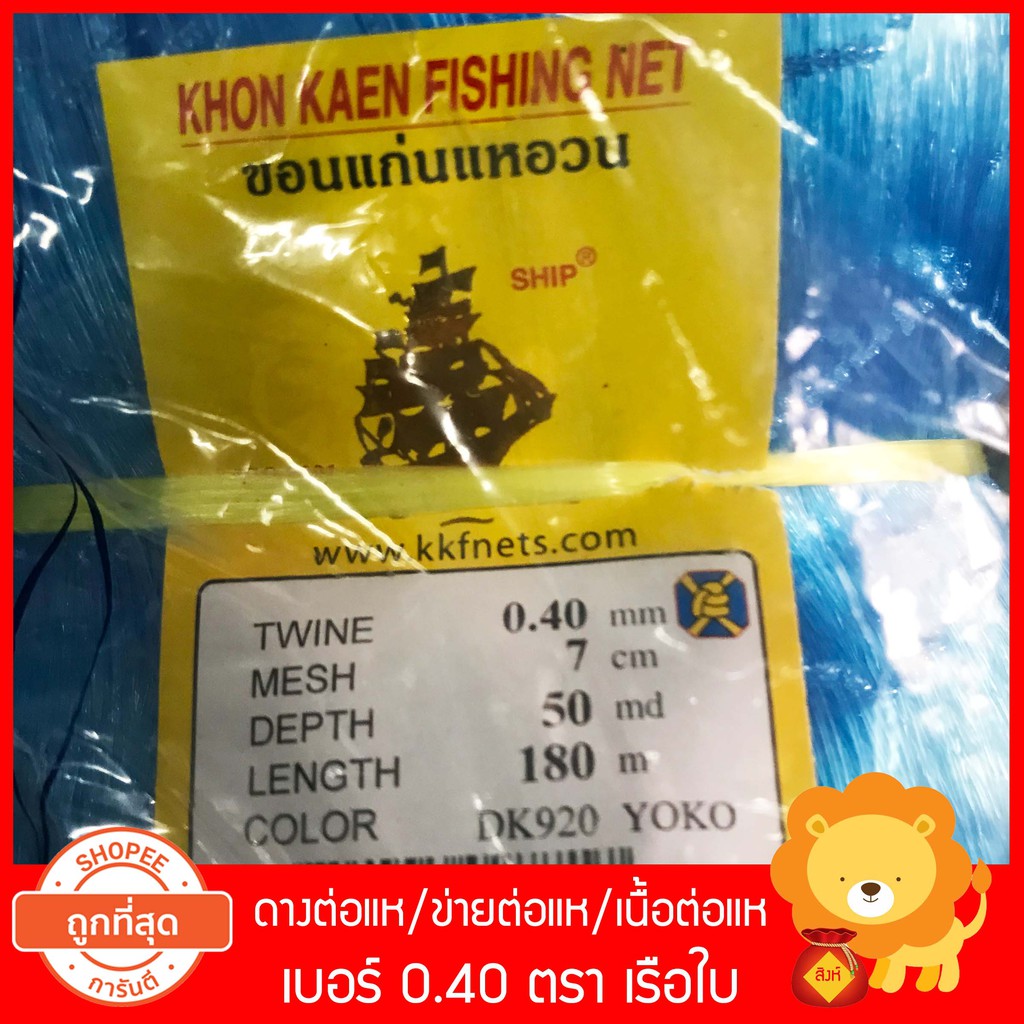 KHON KAEN FISHING NET
ขอนแก่นแหอวน
SHIP®
www.kkfnets.com
TWINE 0.40 mm
MESH 7 cm
DEPTH 50 md
LENGTH 180 m
COLOR DK920 YOKO
SHOPEE
ถูกที่สุด
การันตี
ดางต่อแห/ข่ายต่อแห/เนื้อต่อแห
เบอร์ 0.40 ตรา เรือใบ
สิงห์